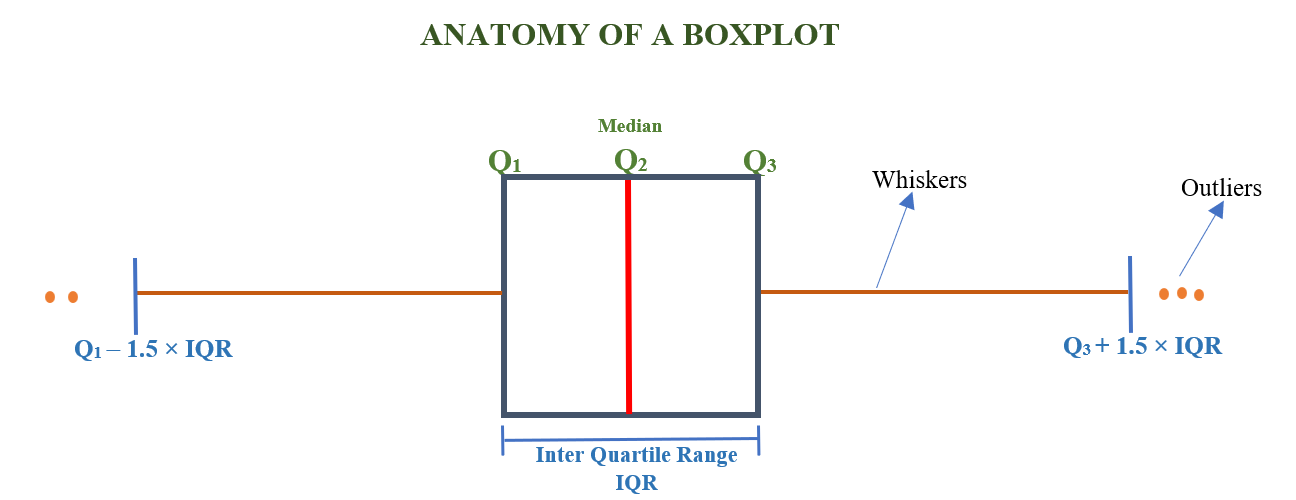 ANATOMY OF A BOXPLOT
Median
Q₁ Q₂ Q₃
Whiskers
Outliers
Q₁ – 1.5 × IQR
Q₃ + 1.5 × IQR
Inter Quartile Range
IQR